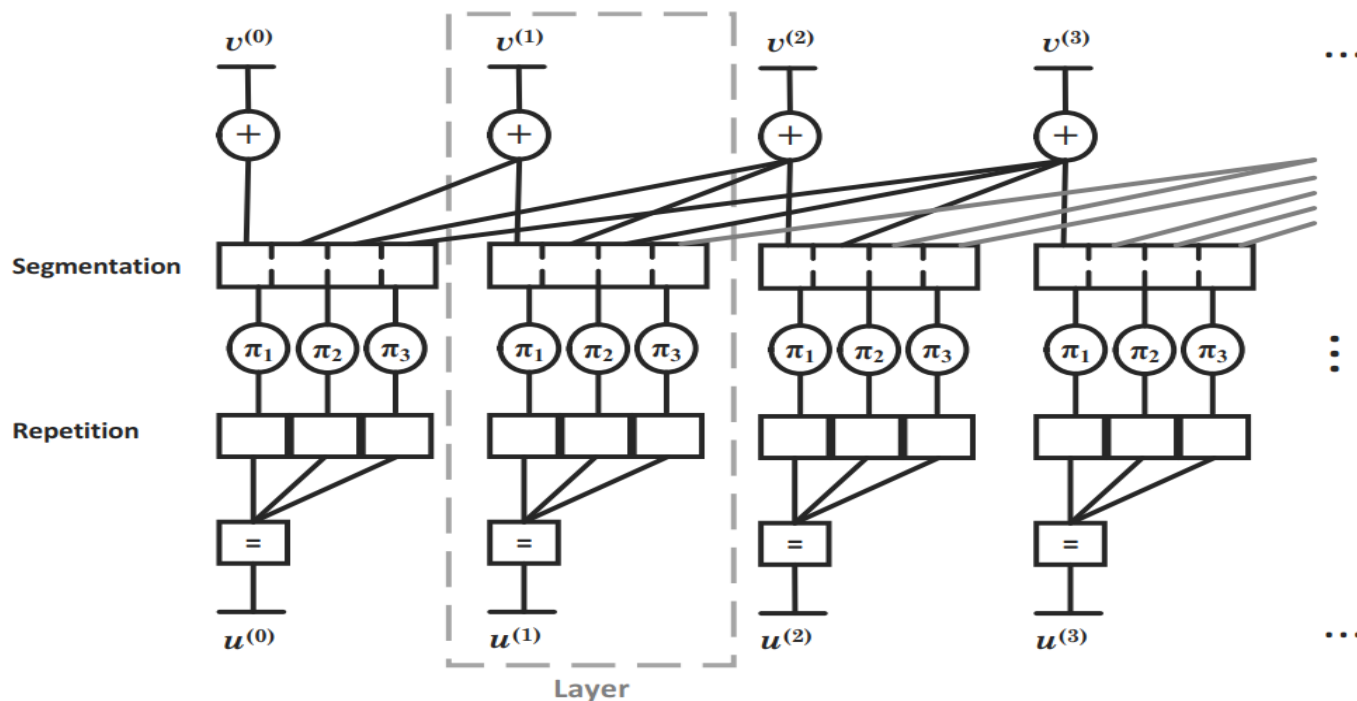 v(0) v(1) v(2) v(3) ...
+ + + +
Segmentation
π1 π2 π3 π1 π2 π3 π1 π2 π3 π1 π2 π3 ⋮
Repetition
= = = =
u(0) u(1) u(2) u(3) ...
Layer